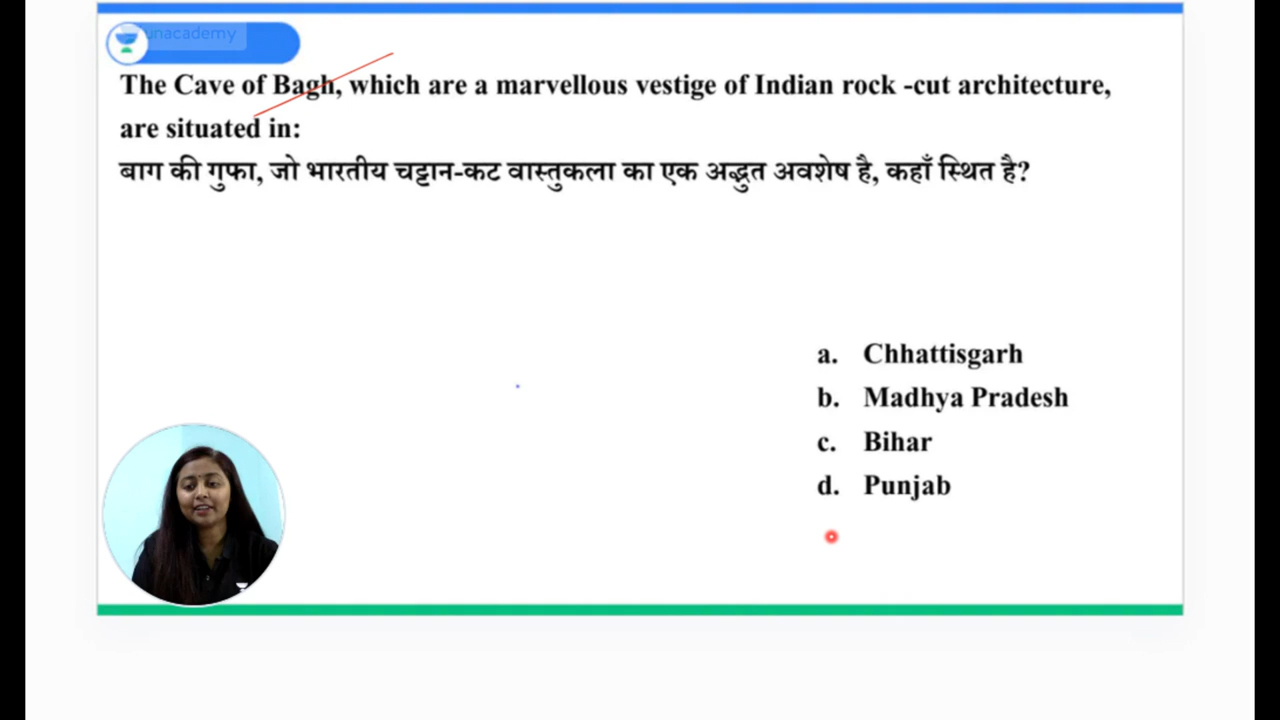 unacademy
The Cave of Bagh, which are a marvellous vestige of Indian rock -cut architecture,
are situated in:
बाग की गुफा, जो भारतीय चट्टान-कट वास्तुकला का एक अद्भुत अवशेष है, कहाँ स्थित है?
a. Chhattisgarh
b. Madhya Pradesh
c. Bihar
d. Punjab